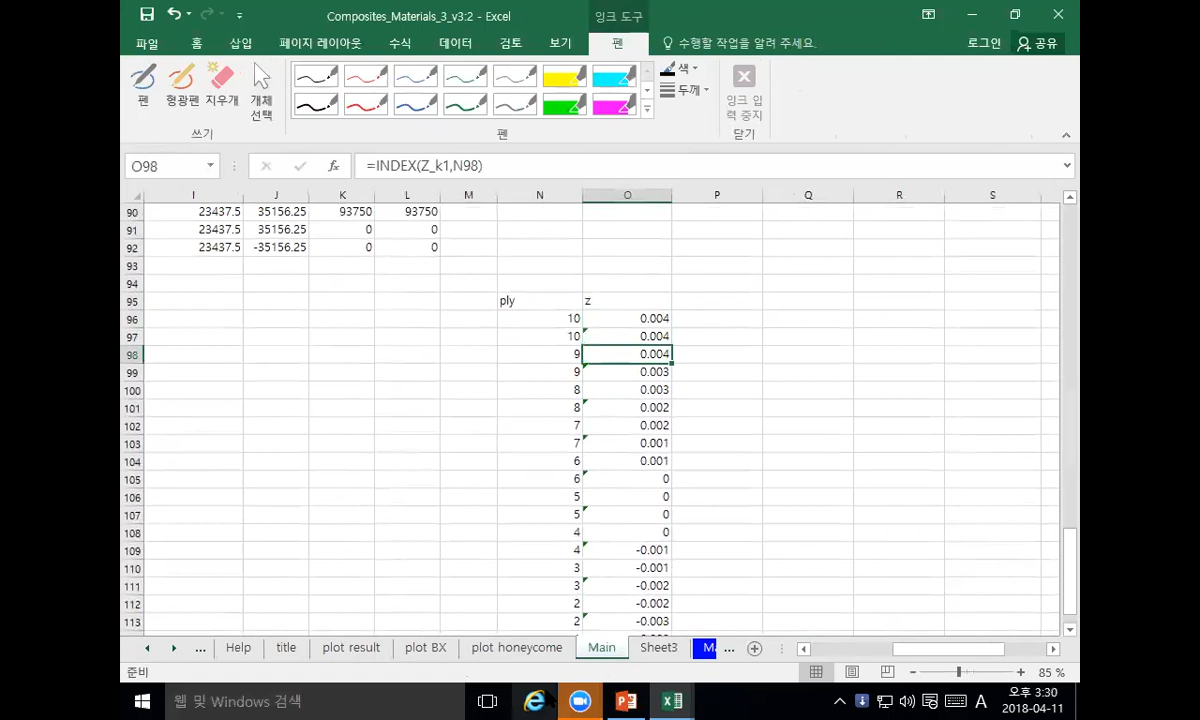 Composites_Materials_3_v3:2 - Excel
잉크 도구
파일
홈
삽입
페이지 레이아웃
수식
데이터
검토
보기
펜
수행할 작업을 알려 주세요.
로그인
공유
펜
형광펜
지우개
개체
선택
색
두께
잉크 입
력 중지
쓰기
펜
닫기
O98
fx
=INDEX(Z_k1,N98)
I J K L M N O P Q R S
90 23437.5 35156.25 93750 93750
91 23437.5 35156.25 0 0
92 23437.5 -35156.25 0 0
93
94
95 ply z
96 10 0.004
97 10 0.004
98 9 0.004
99 9 0.003
100 8 0.003
101 8 0.002
102 7 0.002
103 7 0.001
104 6 0.001
105 6 0
106 5 0
107 5 0
108 4 0
109 4 -0.001
110 3 -0.001
111 3 -0.002
112 2 -0.002
113 2 -0.003
... Help title plot result plot BX plot honeycome Main Sheet3 Ma ...
준비
85 %
웹 및 Windows 검색
A
오후 3:30
2018-04-11